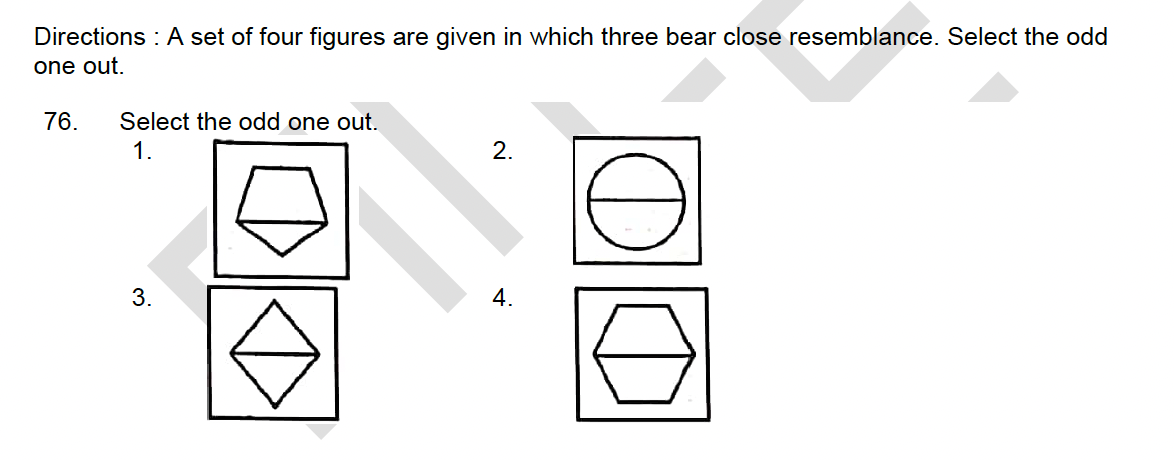 Directions : A set of four figures are given in which three bear close resemblance. Select the odd
one out.
76. Select the odd one out.
1. 2.
3. 4.